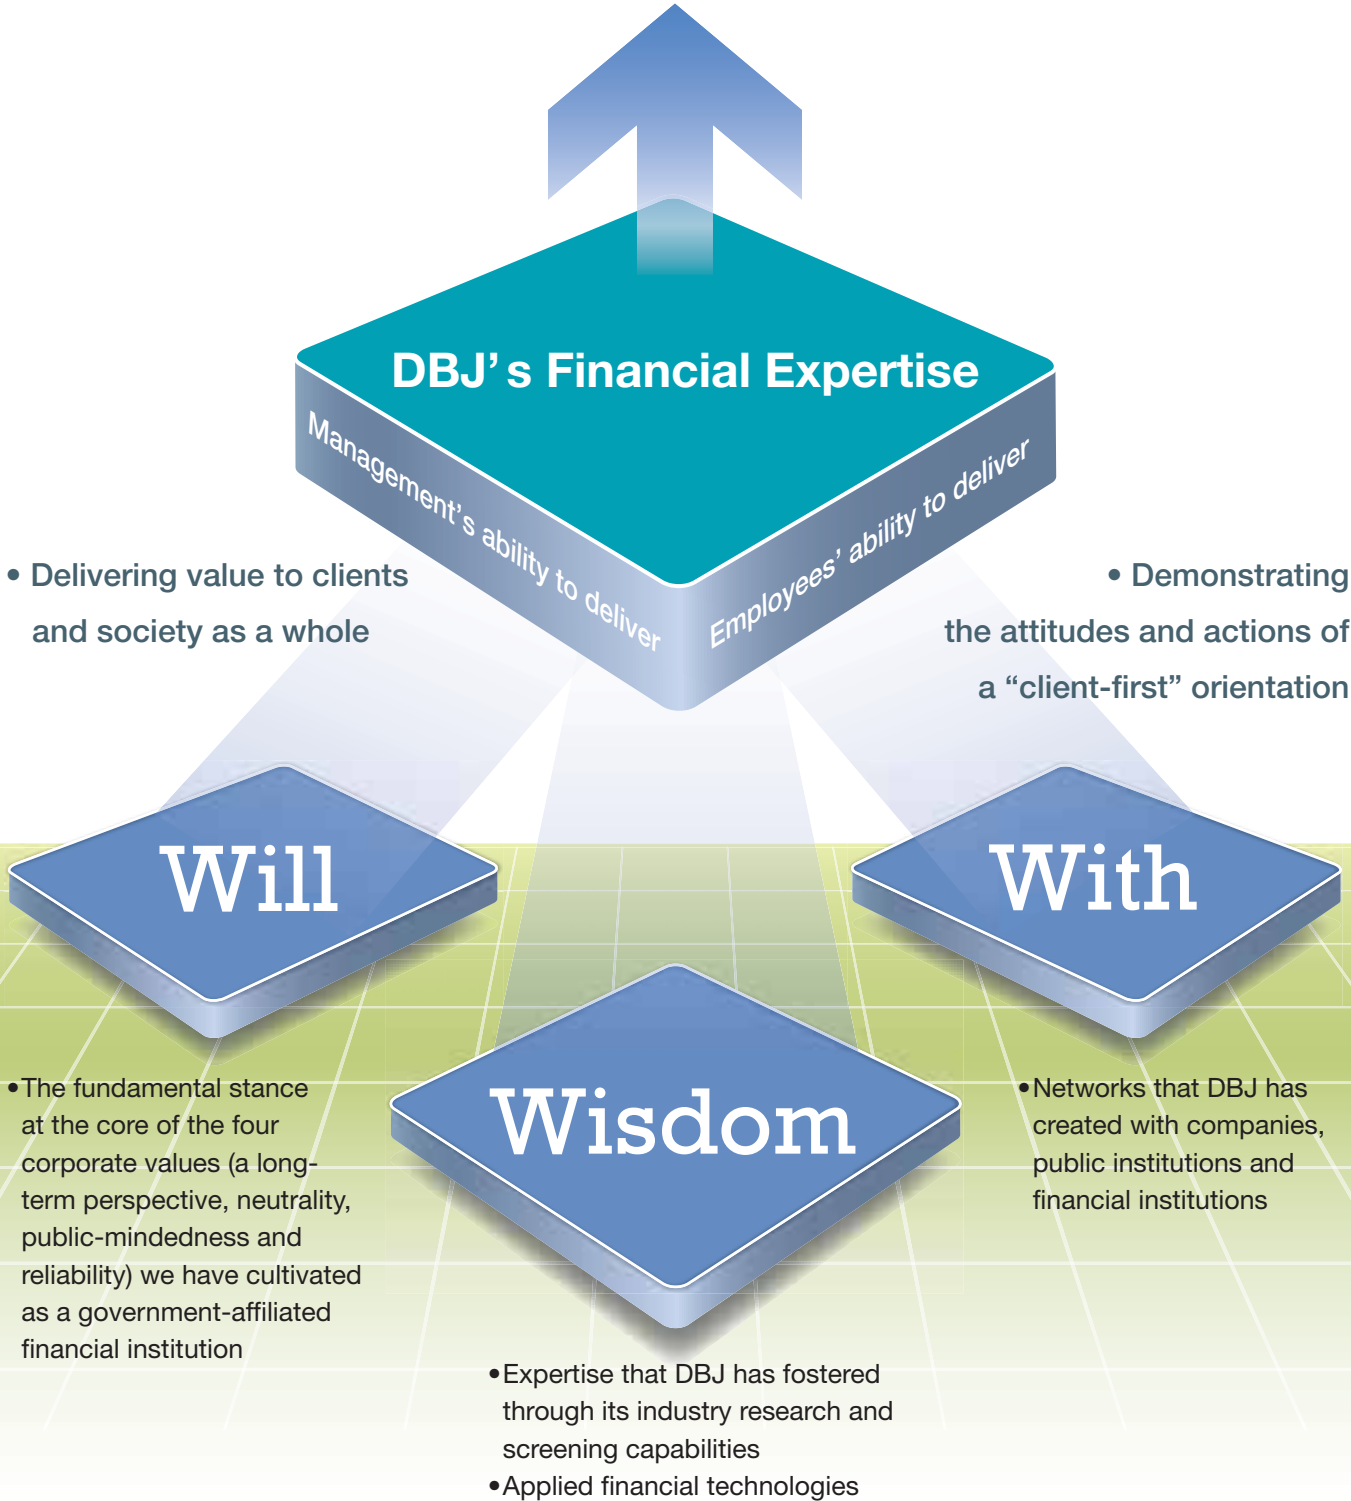 DBJ’s Financial Expertise
Management’s ability to deliver
Employees’ ability to deliver
• Delivering value to clients
and society as a whole
• Demonstrating
the attitudes and actions of
a “client-first” orientation
Will
With
Wisdom
•The fundamental stance
at the core of the four
corporate values (a long-
term perspective, neutrality,
public-mindedness and
reliability) we have cultivated
as a government-affiliated
financial institution
•Networks that DBJ has
created with companies,
public institutions and
financial institutions
•Expertise that DBJ has fostered
through its industry research and
screening capabilities
•Applied financial technologies